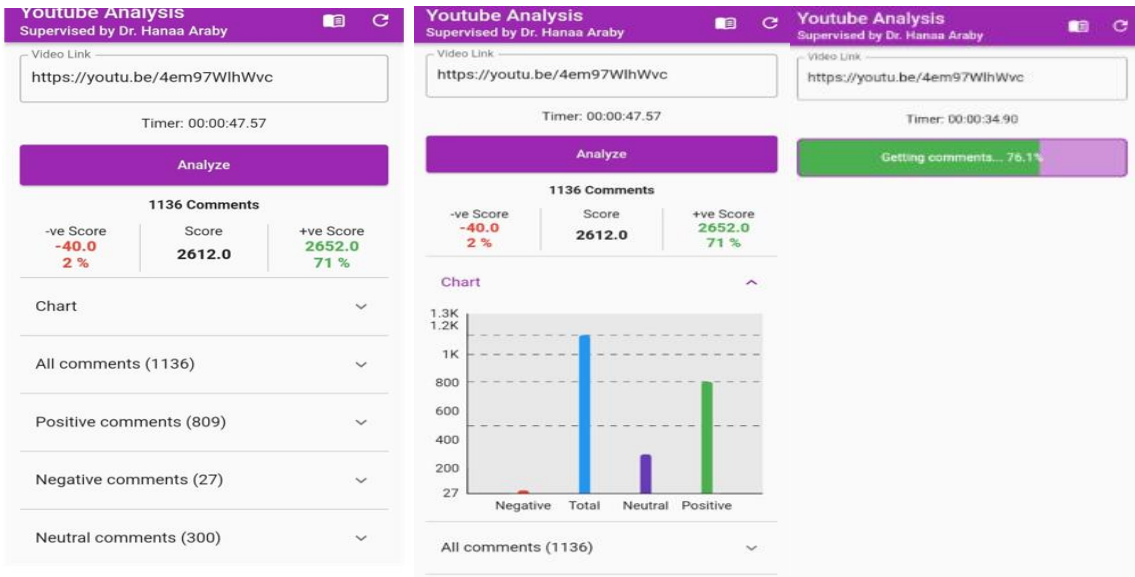 Youtube Analysis
Supervised by Dr. Hanaa Araby
Video Link
https://youtu.be/4em97WlhWvc
Timer: 00:00:47.57
Analyze
1136 Comments
-ve Score Score +ve Score
-40.0 2612.0 2652.0
2 % 71 %
Chart
All comments (1136)
Positive comments (809)
Negative comments (27)
Neutral comments (300)
Youtube Analysis
Supervised by Dr. Hanaa Araby
Video Link
https://youtu.be/4em97WlhWvc
Timer: 00:00:47.57
Analyze
1136 Comments
-ve Score Score +ve Score
-40.0 2612.0 2652.0
2 % 71 %
Chart
1.3K
1.2K
1K
800
600
400
200
27
Negative Total Neutral Positive
All comments (1136)
Youtube Analysis
Supervised by Dr. Hanaa Araby
Video Link
https://youtu.be/4em97WlhWvc
Timer: 00:00:34.90
Getting comments... 76.1%